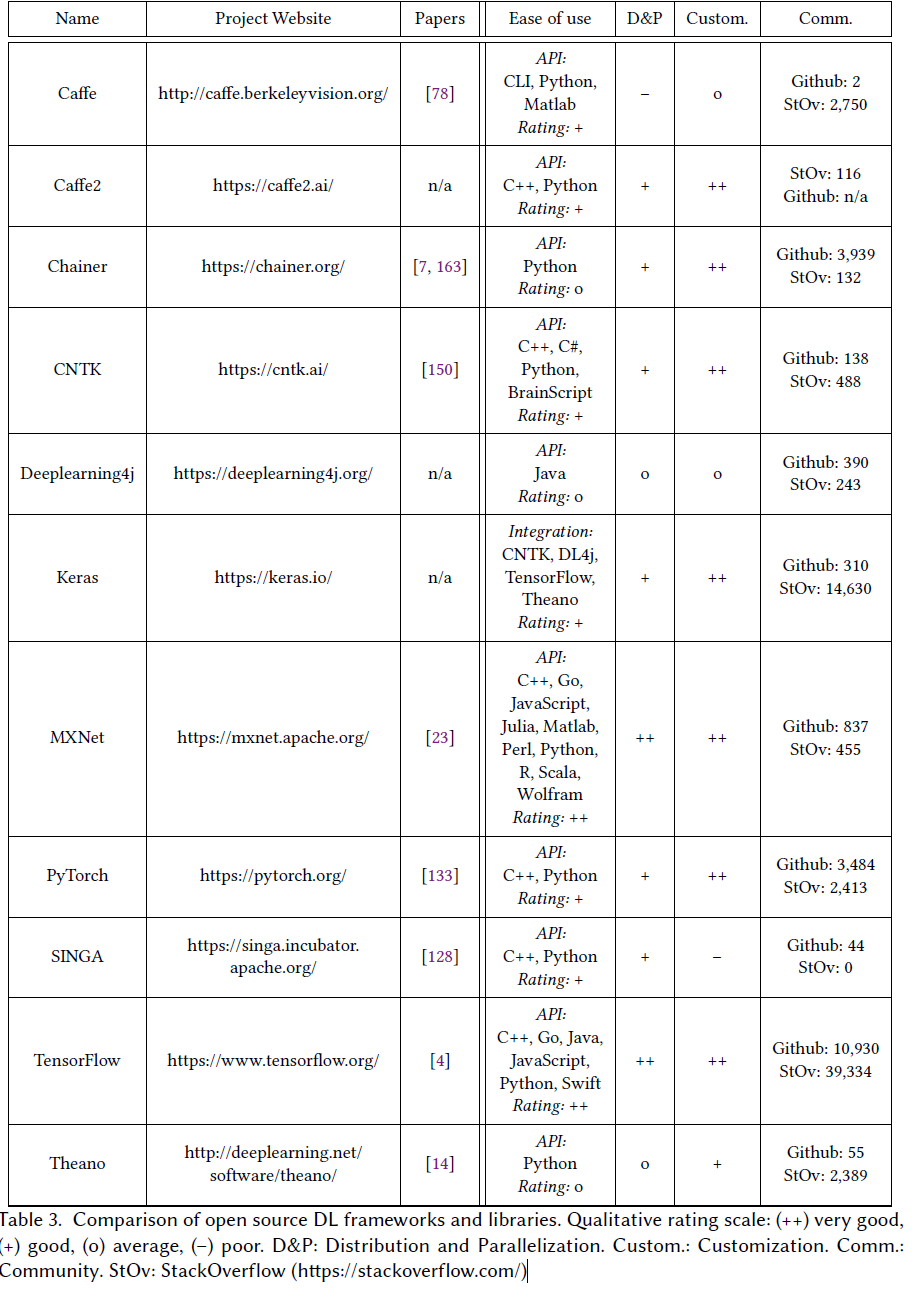 Name Project Website Papers Ease of use D&P Custom. Comm.
API:
CLI, Python,
Matlab
Rating: +
Caffe http://caffe.berkeleyvision.org/ [78] – o
Github: 2
StOv: 2,750
API:
C++, Python
Rating: +
Caffe2 https://caffe2.ai/ n/a + ++
StOv: 116
Github: n/a
API:
Python
Rating: o
Chainer https://chainer.org/ [7, 163] + ++
Github: 3,939
StOv: 132
API:
C++, C#,
Python,
BrainScript
Rating: +
CNTK https://cntk.ai/ [150] + ++
Github: 138
StOv: 488
API:
Java
Rating: o
Deeplearning4j https://deeplearning4j.org/ n/a o o
Github: 390
StOv: 243
Integration:
CNTK, DL4j,
TensorFlow,
Theano
Rating: +
Keras https://keras.io/ n/a + ++
Github: 310
StOv: 14,630
API:
C++, Go,
JavaScript,
Julia, Matlab,
Perl, Python,
R, Scala,
Wolfram
Rating: ++
MXNet https://mxnet.apache.org/ [23] ++ ++
Github: 837
StOv: 455
API:
C++, Python
Rating: +
PyTorch https://pytorch.org/ [133] + ++
Github: 3,484
StOv: 2,413
API:
C++, Python
Rating: +
SINGA https://singa.incubator.
apache.org/
[128] + –
Github: 44
StOv: 0
API:
C++, Go, Java,
JavaScript,
Python, Swift
Rating: ++
TensorFlow https://www.tensorflow.org/ [4] ++ ++
Github: 10,930
StOv: 39,334
API:
Python
Rating: o
Theano http://deeplearning.net/
software/theano/
[14] o +
Github: 55
StOv: 2,389
Table 3. Comparison of open source DL frameworks and libraries. Qualitative rating scale: (++) very good,
(+) good, (o) average, (–) poor. D&P: Distribution and Parallelization. Custom.: Customization. Comm.:
Community. StOv: StackOverflow (https://stackoverflow.com/)